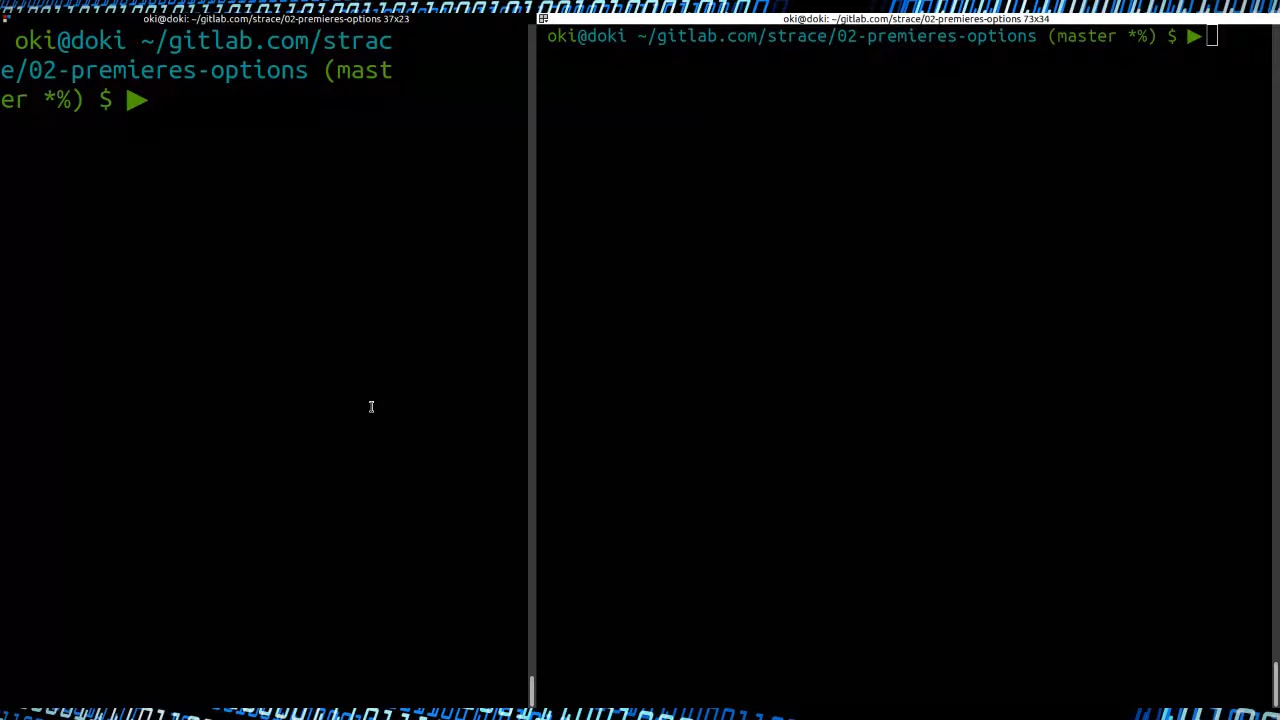 oki@doki: ~/gitlab.com/strace/02-premieres-options 37x23
oki@doki ~/gitlab.com/strac
e/02-premieres-options (mast
er *%) $ ▶
oki@doki: ~/gitlab.com/strace/02-premieres-options 73x34
oki@doki ~/gitlab.com/strace/02-premieres-options (master *%) $ ▶